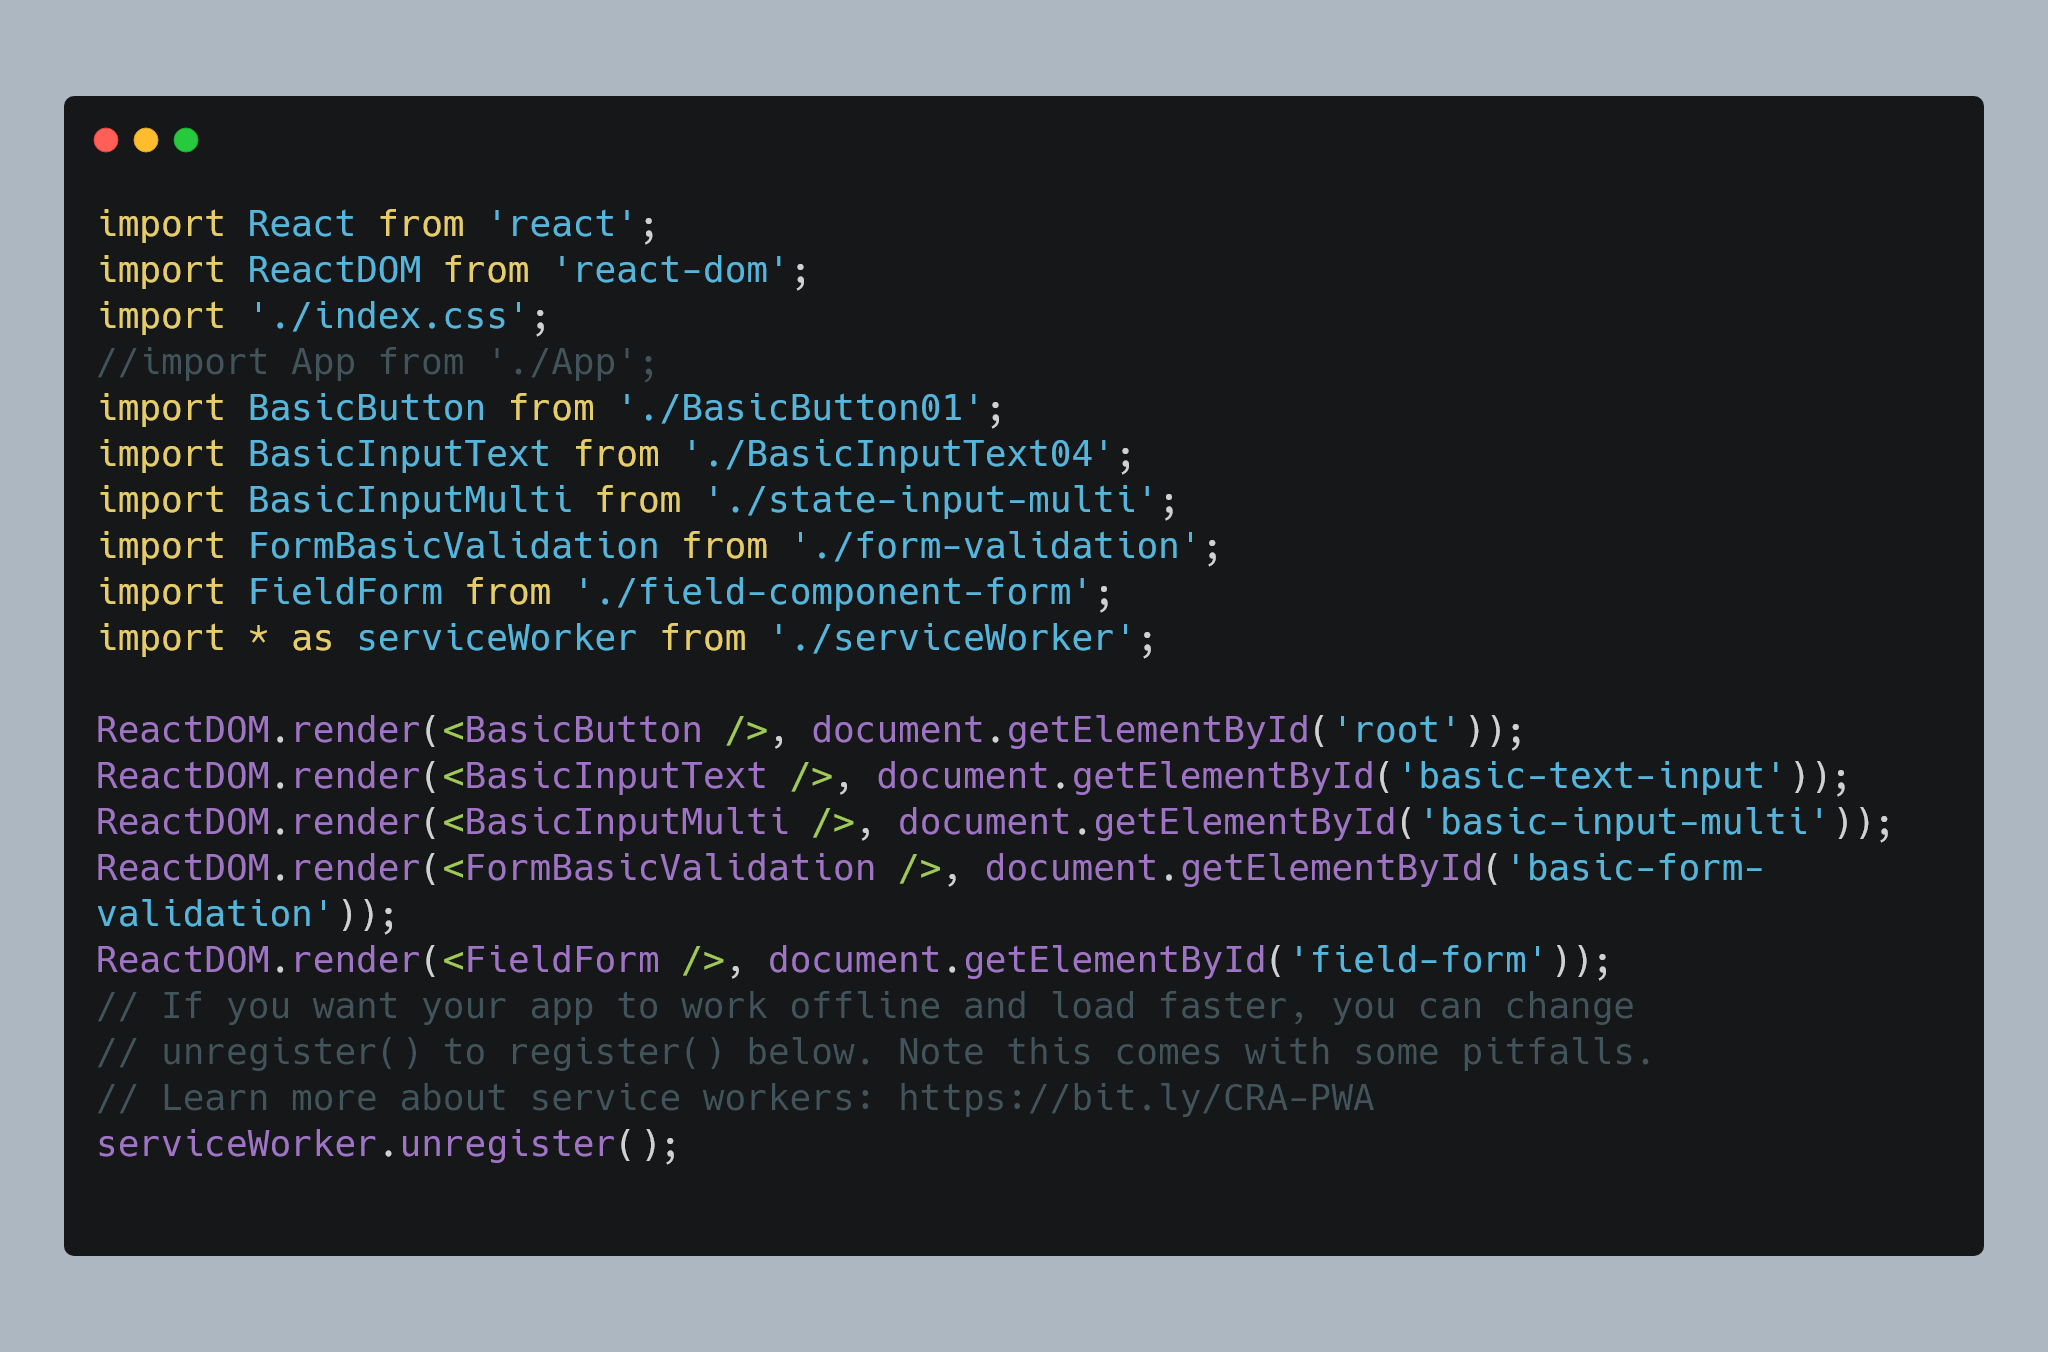 import React from 'react';
import ReactDOM from 'react-dom';
import './index.css';
//import App from './App';
import BasicButton from './BasicButton01';
import BasicInputText from './BasicInputText04';
import BasicInputMulti from './state-input-multi';
import FormBasicValidation from './form-validation';
import FieldForm from './field-component-form';
import * as serviceWorker from './serviceWorker';

ReactDOM.render(<BasicButton />, document.getElementById('root'));
ReactDOM.render(<BasicInputText />, document.getElementById('basic-text-input'));
ReactDOM.render(<BasicInputMulti />, document.getElementById('basic-input-multi'));
ReactDOM.render(<FormBasicValidation />, document.getElementById('basic-form-
validation'));
ReactDOM.render(<FieldForm />, document.getElementById('field-form'));
// If you want your app to work offline and load faster, you can change
// unregister() to register() below. Note this comes with some pitfalls.
// Learn more about service workers: https://bit.ly/CRA-PWA
serviceWorker.unregister();